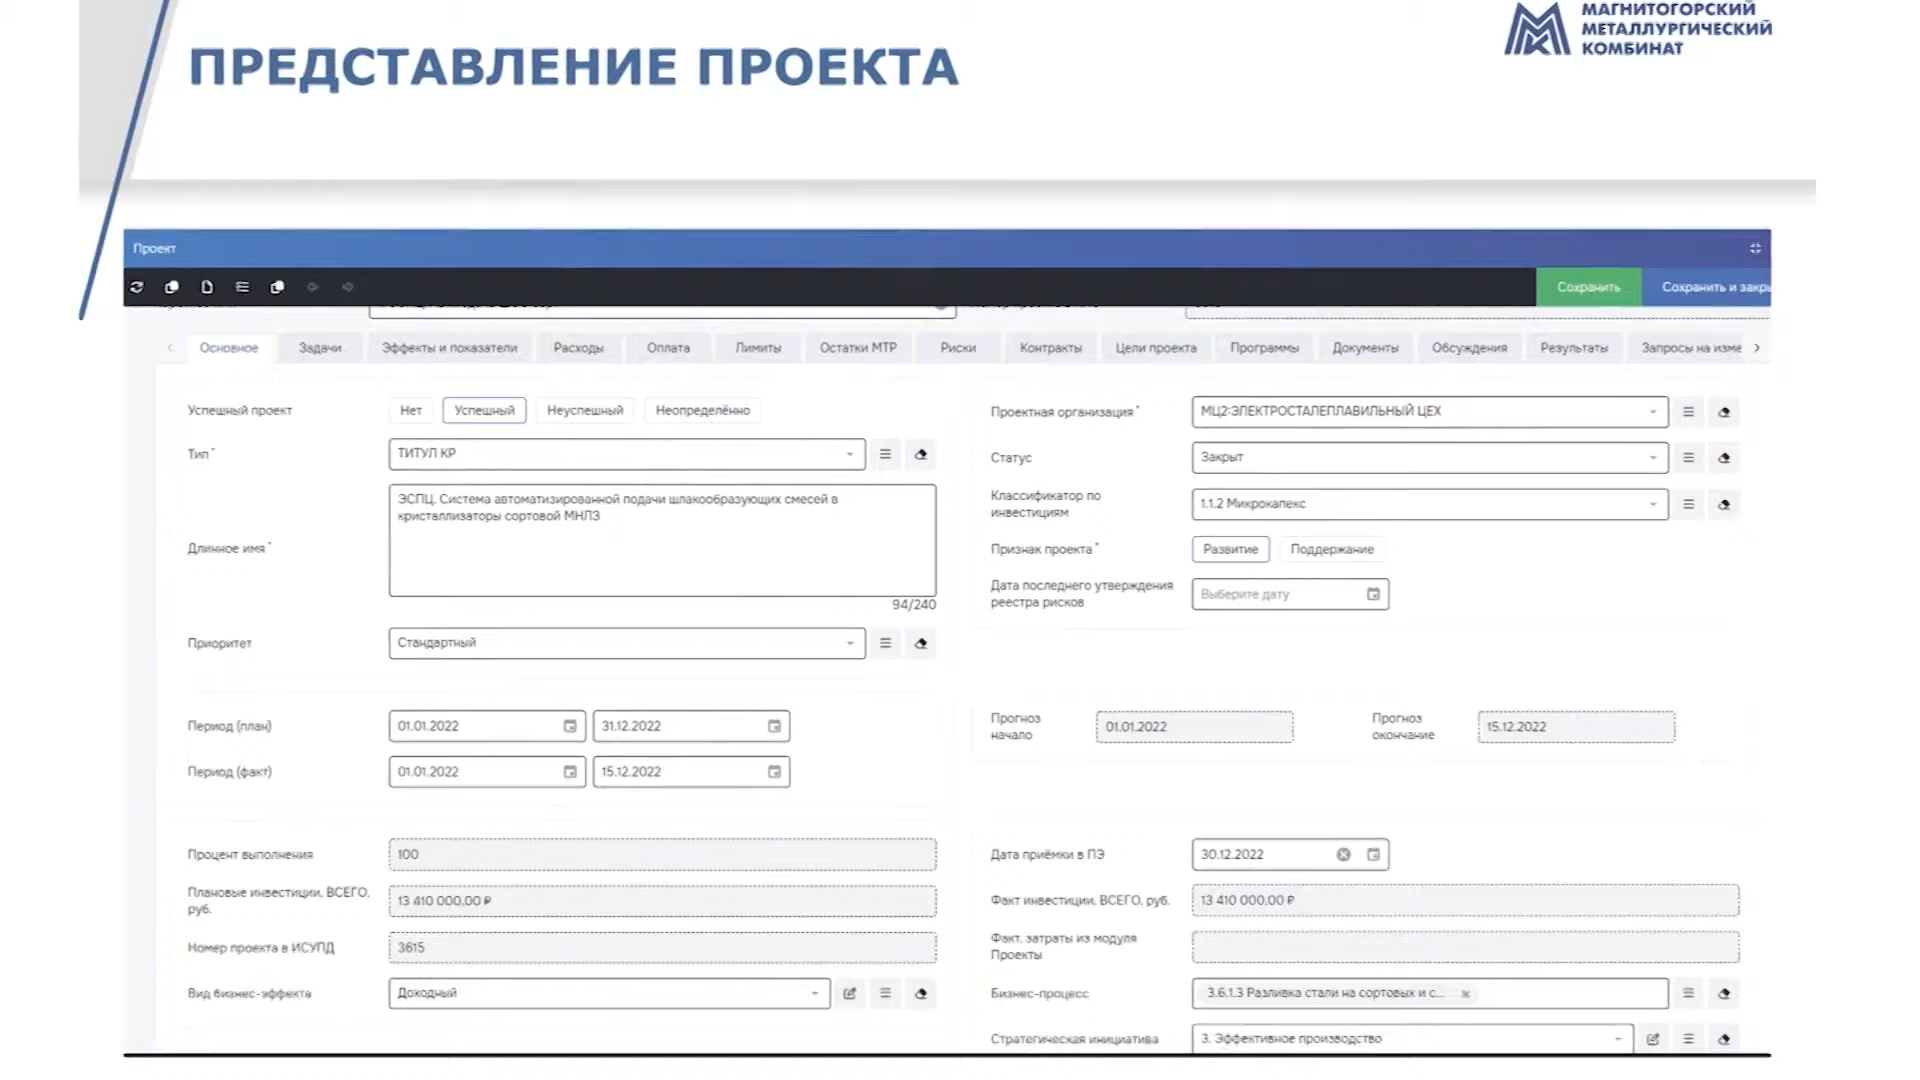 ПРЕДСТАВЛЕНИЕ ПРОЕКТА
МАГНИТОГОРСКИЙ
МЕТАЛЛУРГИЧЕСКИЙ
КОМБИНАТ
Проект
Сохранить
Сохранить и закры
Основное
Задачи
Эффекты и показатели
Расходы
Оплата
Лимиты
Остатки МТР
Риски
Контракты
Цели проекта
Программы
Документы
Обсуждения
Результаты
Запросы на изме
Успешный проект
Нет
Успешный
Неуспешный
Неопределённо
Тип *
ТИТУЛ КР
Длинное имя *
ЭСПЦ. Система автоматизированной подачи шлакообразующих смесей в
кристаллизаторы сортовой МНЛЗ
94/240
Приоритет
Стандартный
Проектная организация *
МЦ2:ЭЛЕКТРОСТАЛЕПЛАВИЛЬНЫЙ ЦЕХ
Статус
Закрыт
Классификатор по
инвестициям
1.1.2 Микрокапекс
Признак проекта *
Развитие
Поддержание
Дата последнего утверждения
реестра рисков
Выберите дату
Период (план)
01.01.2022
31.12.2022
Период (факт)
01.01.2022
15.12.2022
Прогноз
начало
01.01.2022
Прогноз
окончание
15.12.2022
Процент выполнения
100
Плановые инвестиции, ВСЕГО,
руб.
13 410 000,00 ₽
Номер проекта в ИСУПД
3615
Вид бизнес-эффекта
Доходный
Дата приёмки в ПЭ
30.12.2022
Факт инвестиции, ВСЕГО, руб.
13 410 000,00 ₽
Факт. затраты из модуля
Проекты
Бизнес-процесс
3.6.1.3 Разливка стали на сортовых и с...
Стратегическая инициатива
3. Эффективное производство